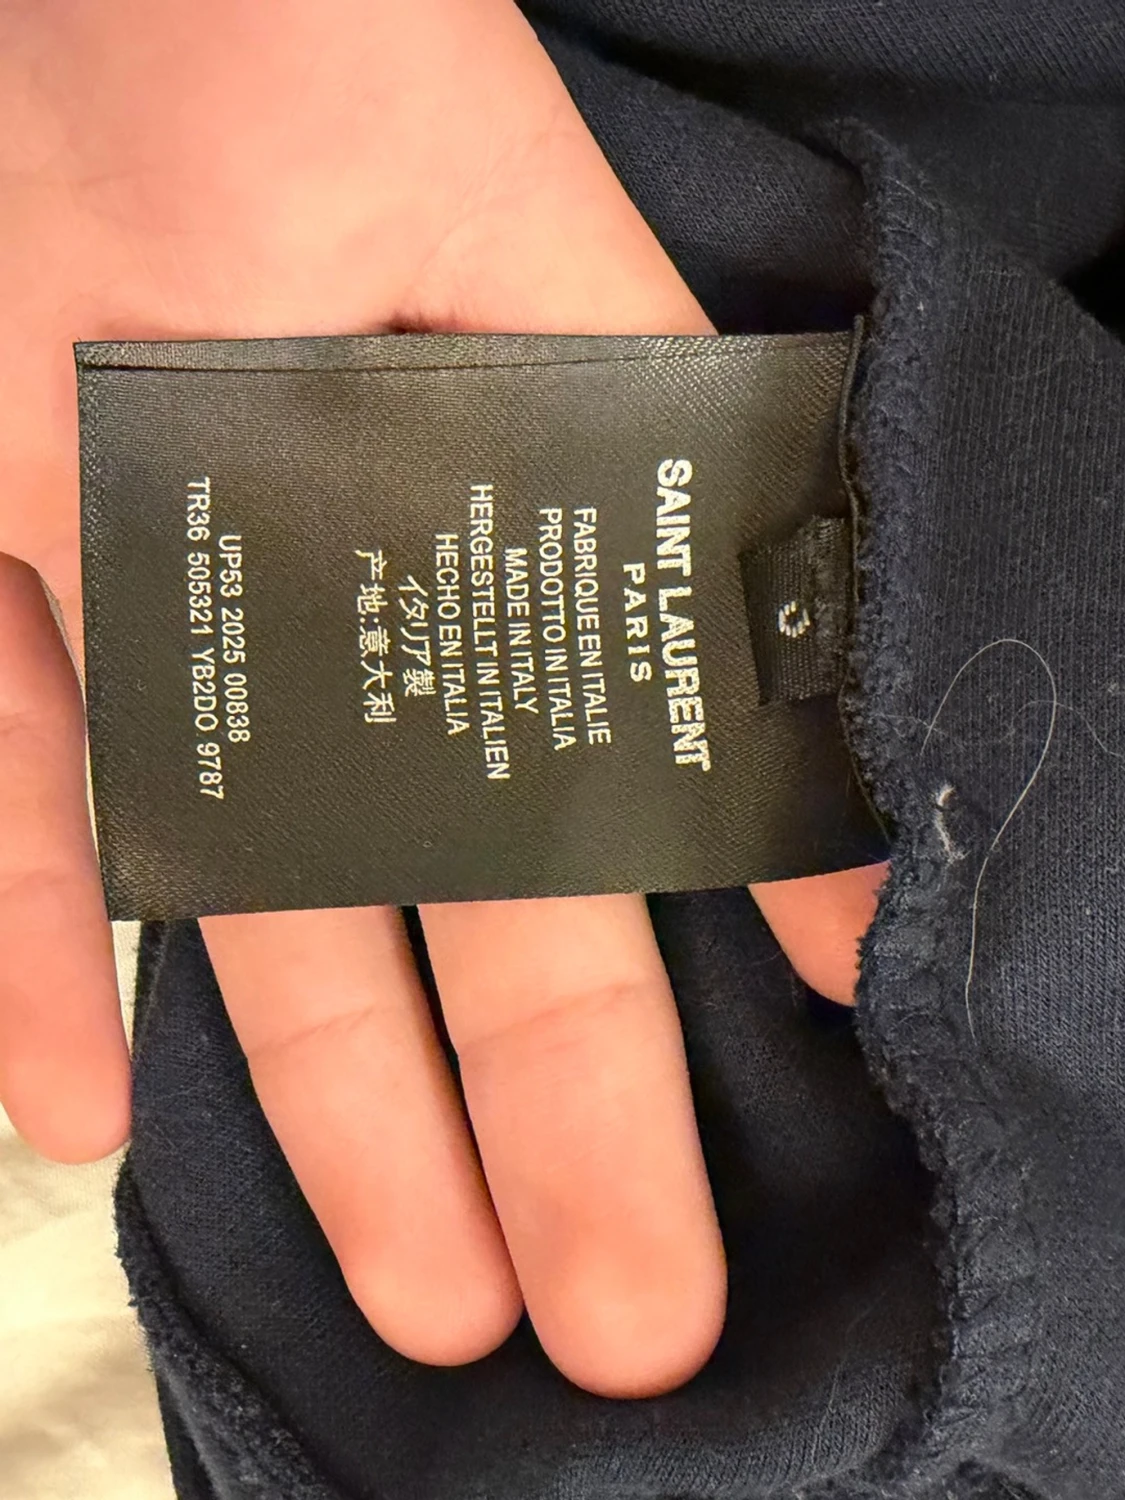 SAINT LAURENT
PARIS
FABRIQUE EN ITALIE
PRODOTTO IN ITALIA
MADE IN ITALY
HERGESTELLT IN ITALIEN
HECHO EN ITALIA
イタリア製
产地:意大利
UP53 2025 00838
TR36 505321 YB2DO 9787